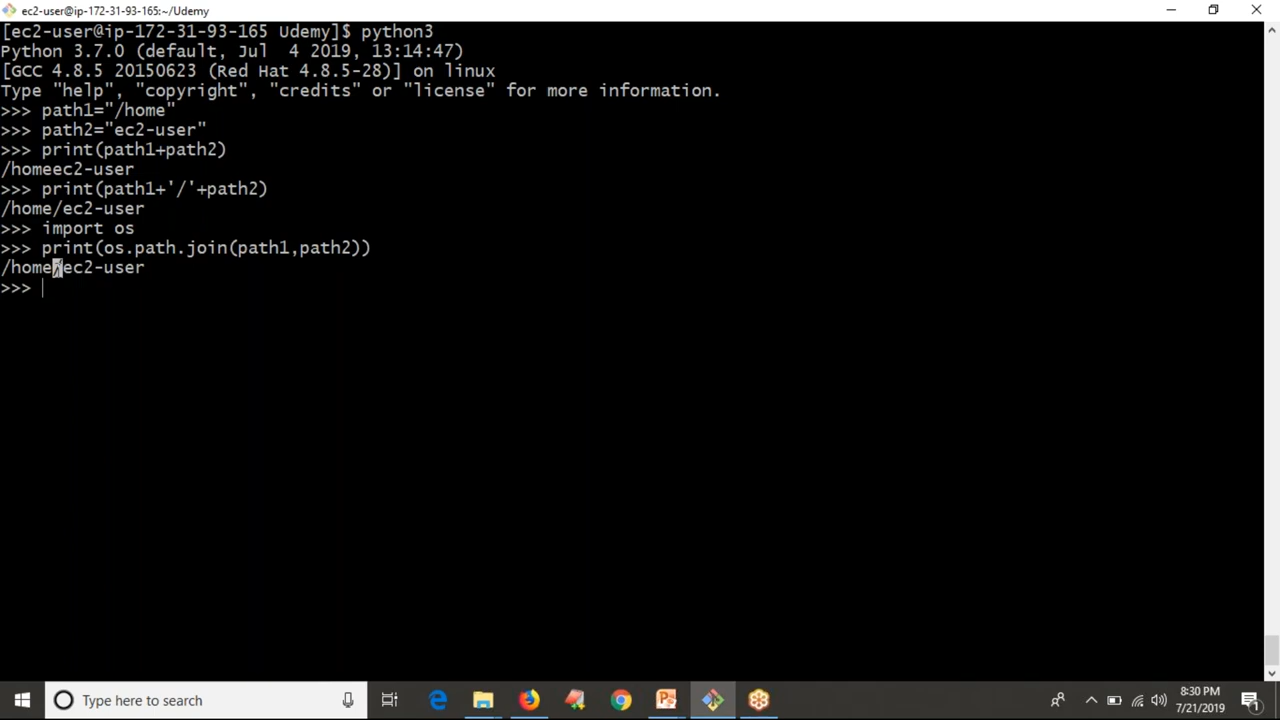 ec2-user@ip-172-31-93-165:~/Udemy
[ec2-user@ip-172-31-93-165 Udemy]$ python3
Python 3.7.0 (default, Jul  4 2019, 13:14:47)
[GCC 4.8.5 20150623 (Red Hat 4.8.5-28)] on linux
Type "help", "copyright", "credits" or "license" for more information.
>>> path1="/home"
>>> path2="ec2-user"
>>> print(path1+path2)
/homeec2-user
>>> print(path1+'/'+path2)
/home/ec2-user
>>> import os
>>> print(os.path.join(path1,path2))
/home/ec2-user
>>>
Type here to search
8:30 PM
7/21/2019
1